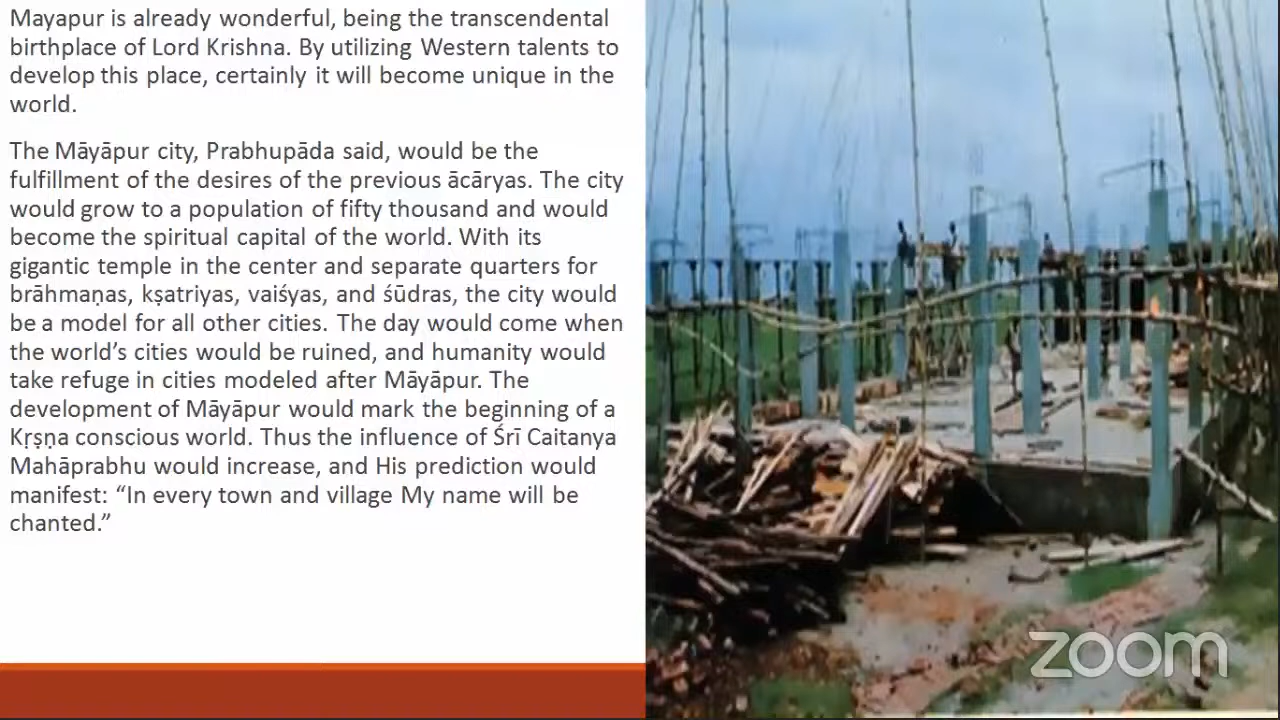 Mayapur is already wonderful, being the transcendental
birthplace of Lord Krishna. By utilizing Western talents to
develop this place, certainly it will become unique in the
world.
The Māyāpur city, Prabhupāda said, would be the
fulfillment of the desires of the previous ācāryas. The city
would grow to a population of fifty thousand and would
become the spiritual capital of the world. With its
gigantic temple in the center and separate quarters for
brāhmaṇas, kṣatriyas, vaiśyas, and śūdras, the city would
be a model for all other cities. The day would come when
the world’s cities would be ruined, and humanity would
take refuge in cities modeled after Māyāpur. The
development of Māyāpur would mark the beginning of a
Kṛṣṇa conscious world. Thus the influence of Śrī Caitanya
Mahāprabhu would increase, and His prediction would
manifest: “In every town and village My name will be
chanted.”
zoom